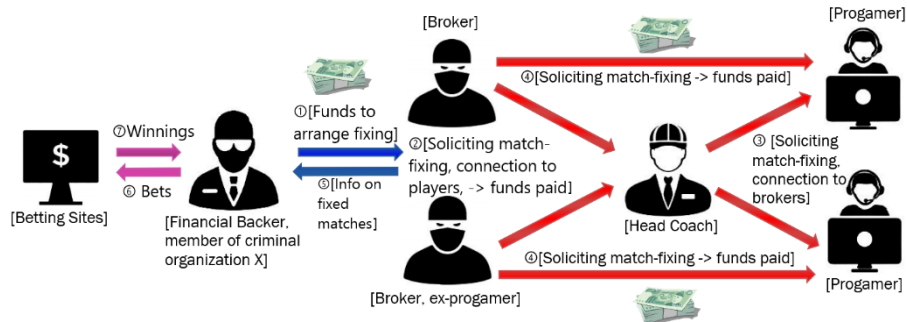 [Broker]
[Progamer]
④[Soliciting match-fixing -> funds paid]
①[Funds to
arrange fixing]
⑦Winnings
⑥ Bets
②[Soliciting match-
fixing, connection to
players, -> funds paid]
③ [Soliciting
match-fixing,
connection to
brokers]
⑤[Info on
fixed
matches]
$
[Betting Sites]
[Financial Backer,
member of criminal
organization X]
[Head Coach]
④[Soliciting match-fixing -> funds paid]
[Broker, ex-progamer]
[Progamer]